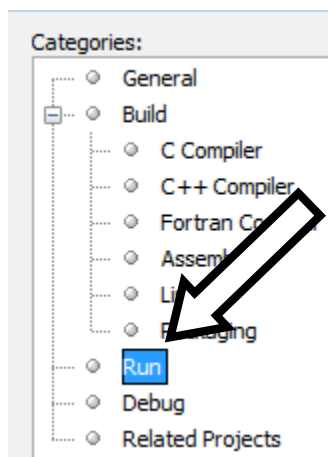 Categories:
General
Build
C Compiler
C++ Compiler
Fortran
Run
Debug
Related Projects